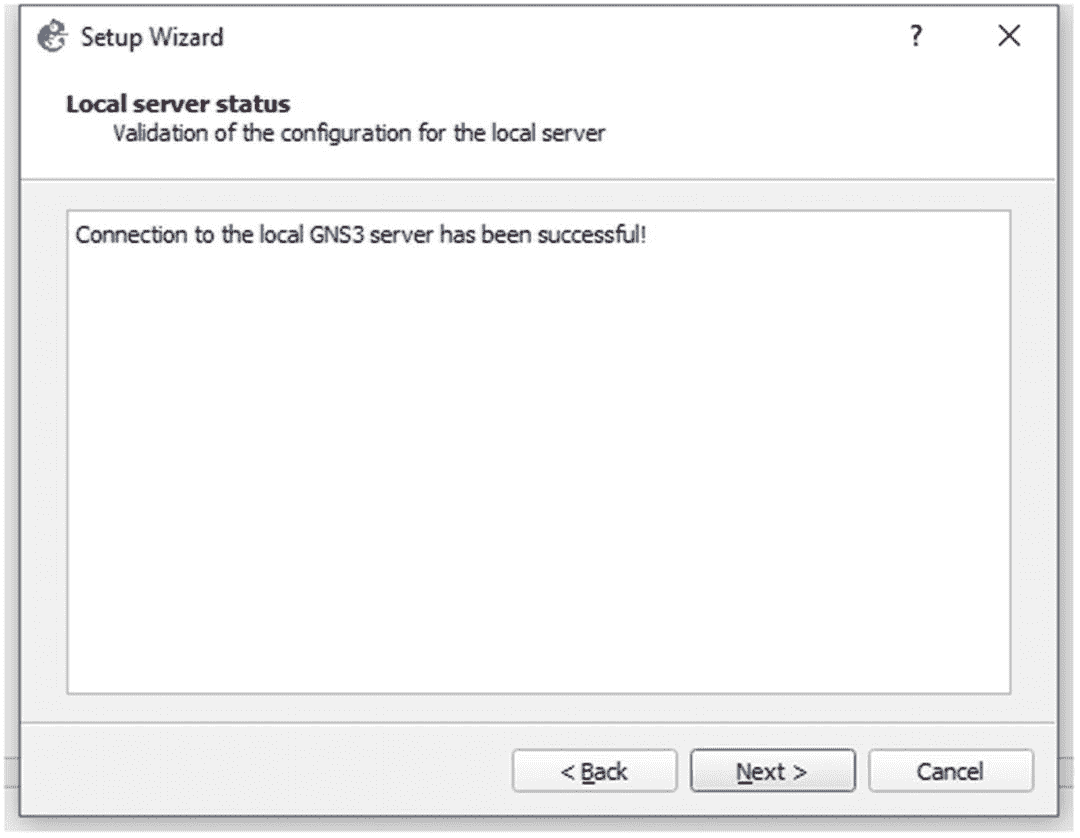 Setup Wizard
?
Local server status
Validation of the configuration for the local server
Connection to the local GNS3 server has been successful!
< Back
Next >
Cancel